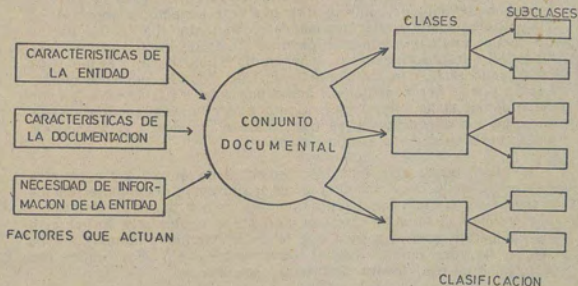 CLASES
SUBCLASES
CARACTERISTICAS DE
LA ENTIDAD
CARACTERISTICAS DE
LA DOCUMENTACION
NECESIDAD DE INFOR-
MACION DE LA ENTIDAD
FACTORES QUE ACTUAN
CONJUNTO
DOCUMENTAL
CLASIFICACION